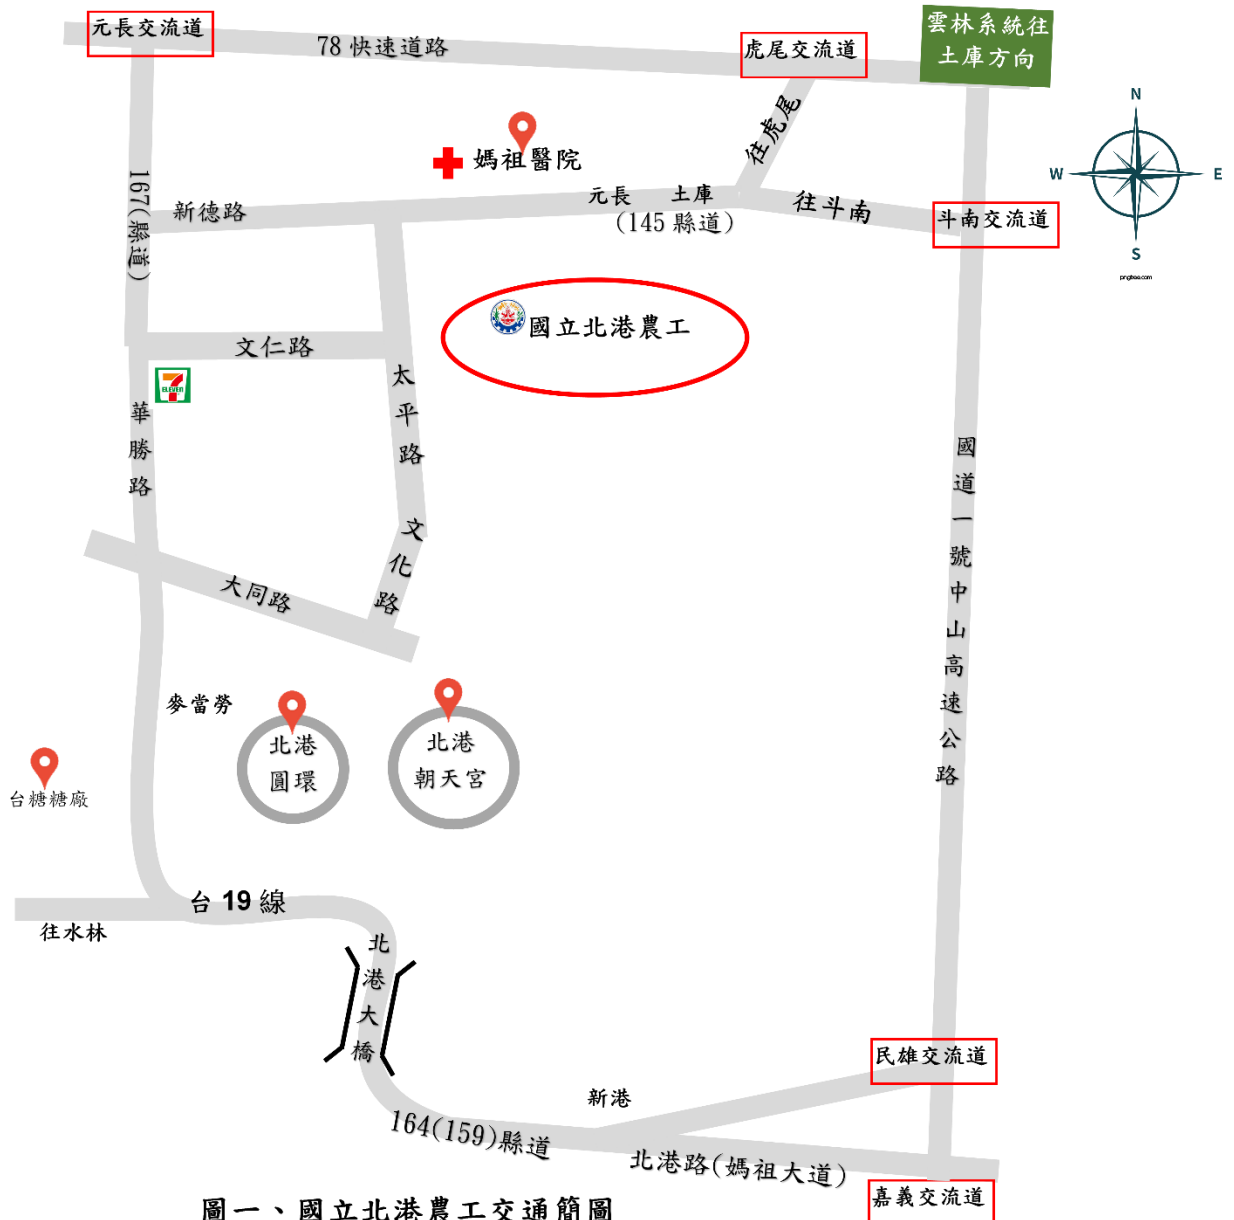 元長交流道
78 快速道路
虎尾交流道
雲林系統往
土庫方向
N
W
E
S
pngtree.com
往虎尾
媽祖醫院
167(縣道)
新德路
元長 土庫
(145 縣道)
往斗南
斗南交流道
國立北港農工
文仁路
7
ELEVEn
太平路
華勝路
國道一號中山高速公路
文化路
大同路
麥當勞
北港
圓環
北港
朝天宮
台糖糖廠
台 19 線
往水林
北港大橋
民雄交流道
新港
164(159)縣道
北港路(媽祖大道)
嘉義交流道
圖一、國立北港農工交通簡圖